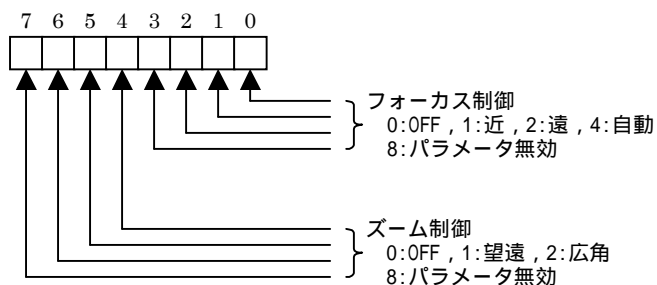 7 6 5 4 3 2 1 0
フォーカス制御
0:OFF , 1:近 , 2:遠 , 4:自動
8:パラメータ無効
ズーム制御
0:OFF , 1:望遠 , 2:広角
8:パラメータ無効